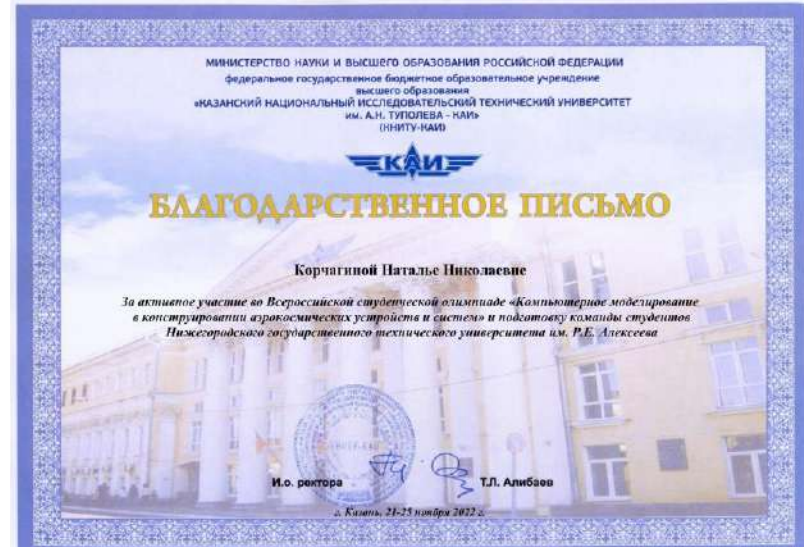 МИНИСТЕРСТВО НАУКИ И ВЫСШЕГО ОБРАЗОВАНИЯ РОССИЙСКОЙ ФЕДЕРАЦИИ
федеральное государственное бюджетное образовательное учреждение
высшего образования
«КАЗАНСКИЙ НАЦИОНАЛЬНЫЙ ИССЛЕДОВАТЕЛЬСКИЙ ТЕХНИЧЕСКИЙ УНИВЕРСИТЕТ
им. А.Н. ТУПОЛЕВА - КАИ»
(КНИТУ-КАИ)
КАИ
БЛАГОДАРСТВЕННОЕ ПИСЬМО
Корчагиной Наталье Николаевне
За активное участие во Всероссийской студенческой олимпиаде «Компьютерное моделирование
в конструировании аэрокосмических устройств и систем» и подготовку команды студентов
Нижегородского государственного технического университета им. Р.Е. Алексеева
И.о. ректора Т.Л. Алибаев
г. Казань, 21-25 ноября 2022 г.